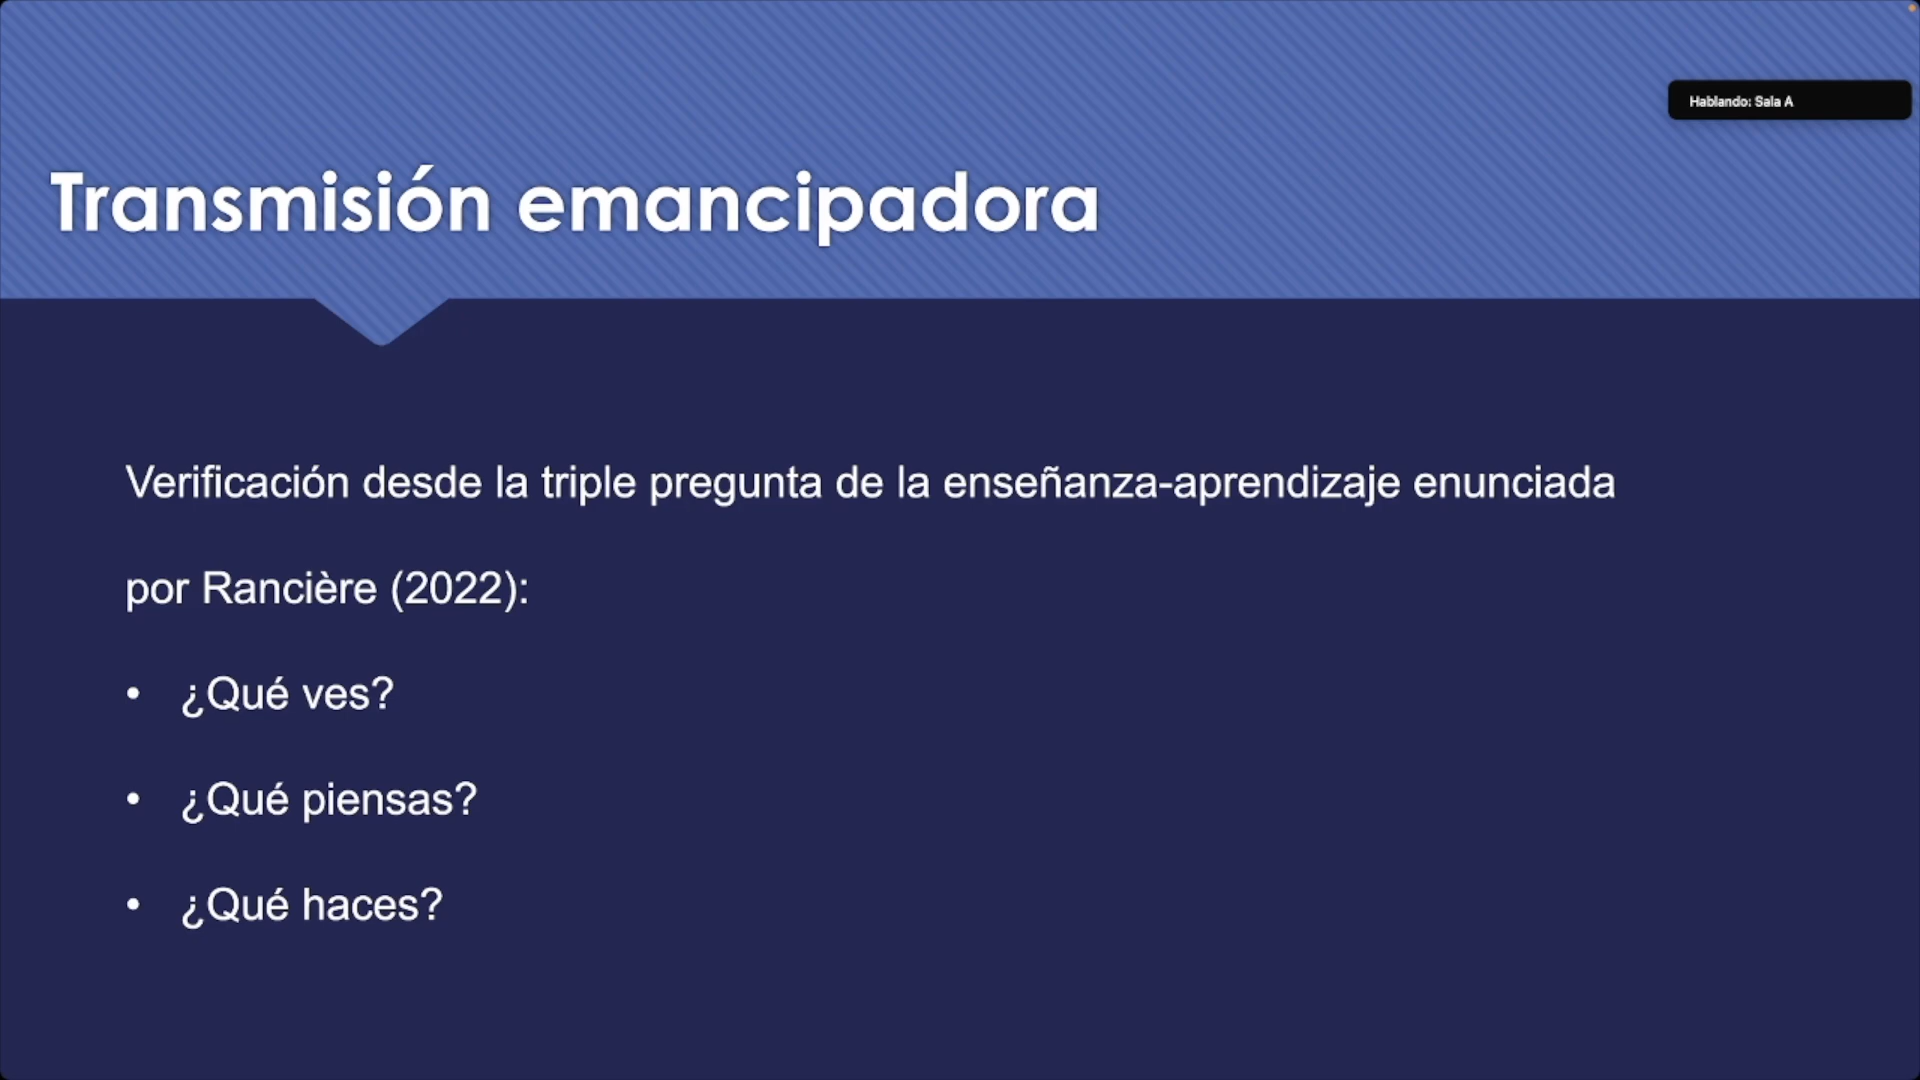 Hablando: Sala A
Transmisión emancipadora
Verificación desde la triple pregunta de la enseñanza-aprendizaje enunciada
por Rancière (2022):
• ¿Qué ves?
• ¿Qué piensas?
• ¿Qué haces?